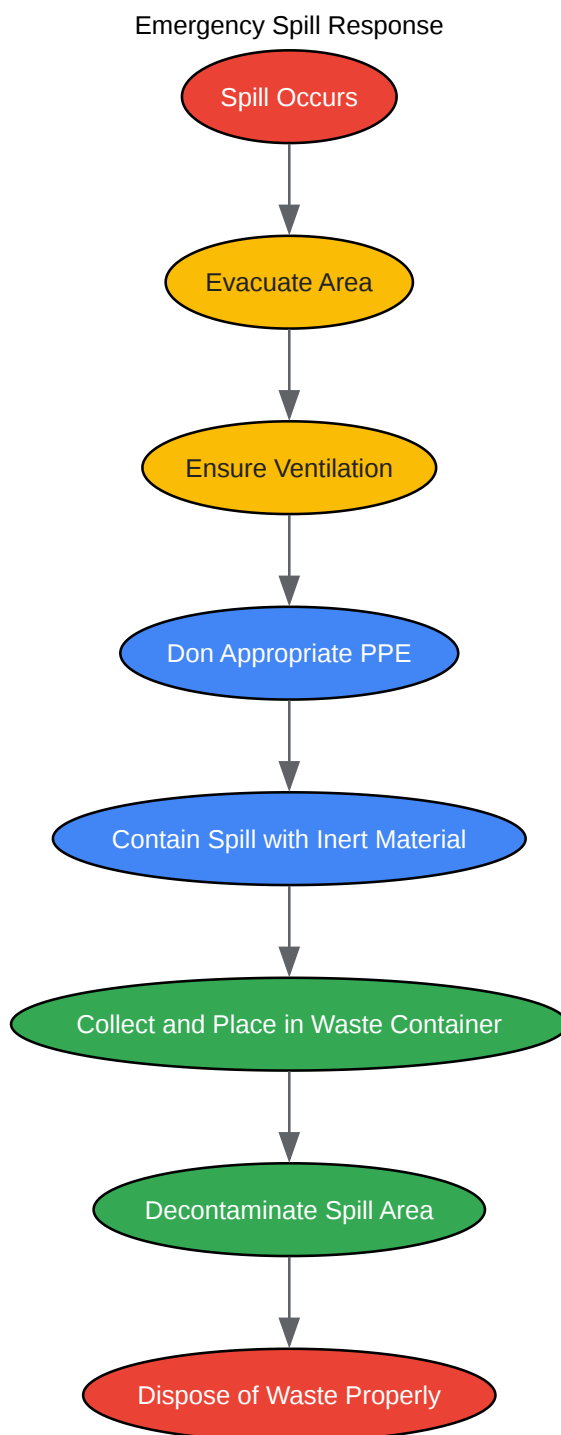 Emergency Spill Response
Spill Occurs
Evacuate Area
Ensure Ventilation
Don Appropriate PPE
Contain Spill with Inert Material
Collect and Place in Waste Container
Decontaminate Spill Area
Dispose of Waste Properly